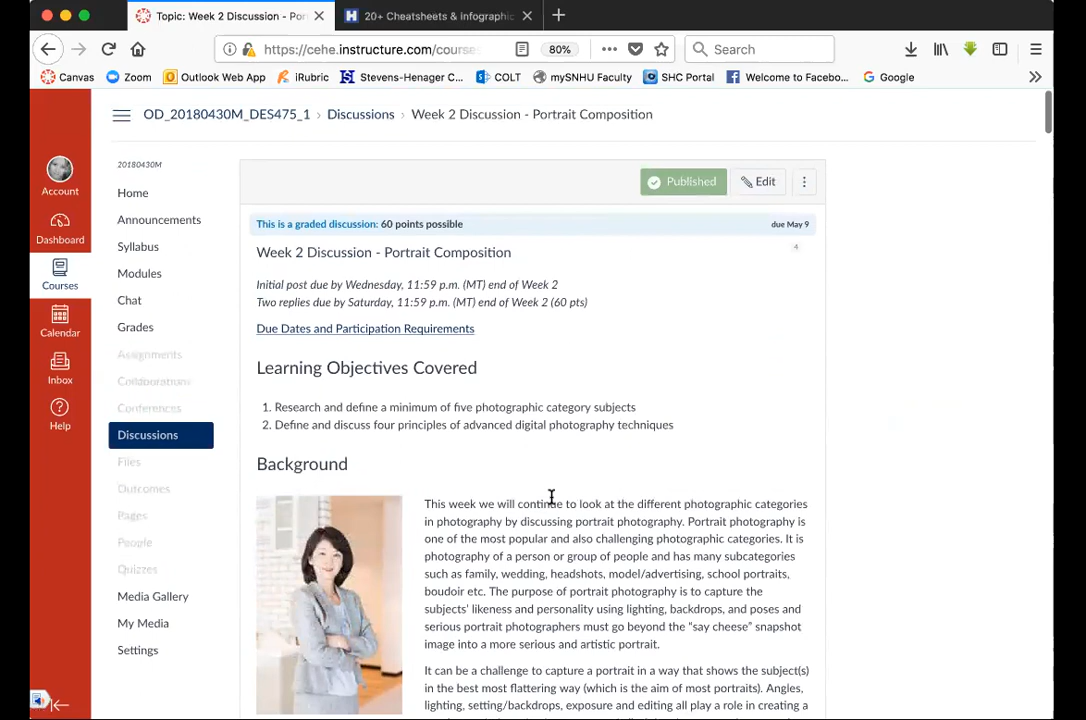 Topic: Week 2 Discussion - Por
20+ Cheatsheets & Infographic
https://cehe.instructure.com/course
80%
Search
Canvas
Zoom
Outlook Web App
iRubric
Stevens-Henager C...
COLT
mySNHU Faculty
SHC Portal
Welcome to Facebo...
Google
OD_20180430M_DES475_1 › Discussions › Week 2 Discussion - Portrait Composition
Account
Dashboard
Courses
Calendar
Inbox
Help
20180430M
Home
Announcements
Syllabus
Modules
Chat
Grades
Assignments
Collaborations
Conferences
Discussions
Files
Outcomes
Pages
People
Quizzes
Media Gallery
My Media
Settings
Published
Edit
This is a graded discussion: 60 points possible
due May 9
Week 2 Discussion - Portrait Composition
4
Initial post due by Wednesday, 11:59 p.m. (MT) end of Week 2
Two replies due by Saturday, 11:59 p.m. (MT) end of Week 2 (60 pts)
Due Dates and Participation Requirements
Learning Objectives Covered
1. Research and define a minimum of five photographic category subjects
2. Define and discuss four principles of advanced digital photography techniques
Background
This week we will continue to look at the different photographic categories
in photography by discussing portrait photography. Portrait photography is
one of the most popular and also challenging photographic categories. It is
photography of a person or group of people and has many subcategories
such as family, wedding, headshots, model/advertising, school portraits,
boudoir etc. The purpose of portrait photography is to capture the
subjects' likeness and personality using lighting, backdrops, and poses and
serious portrait photographers must go beyond the "say cheese" snapshot
image into a more serious and artistic portrait.
It can be a challenge to capture a portrait in a way that shows the subject(s)
in the best most flattering way (which is the aim of most portraits). Angles,
lighting, setting/backdrops, exposure and editing all play a role in creating a